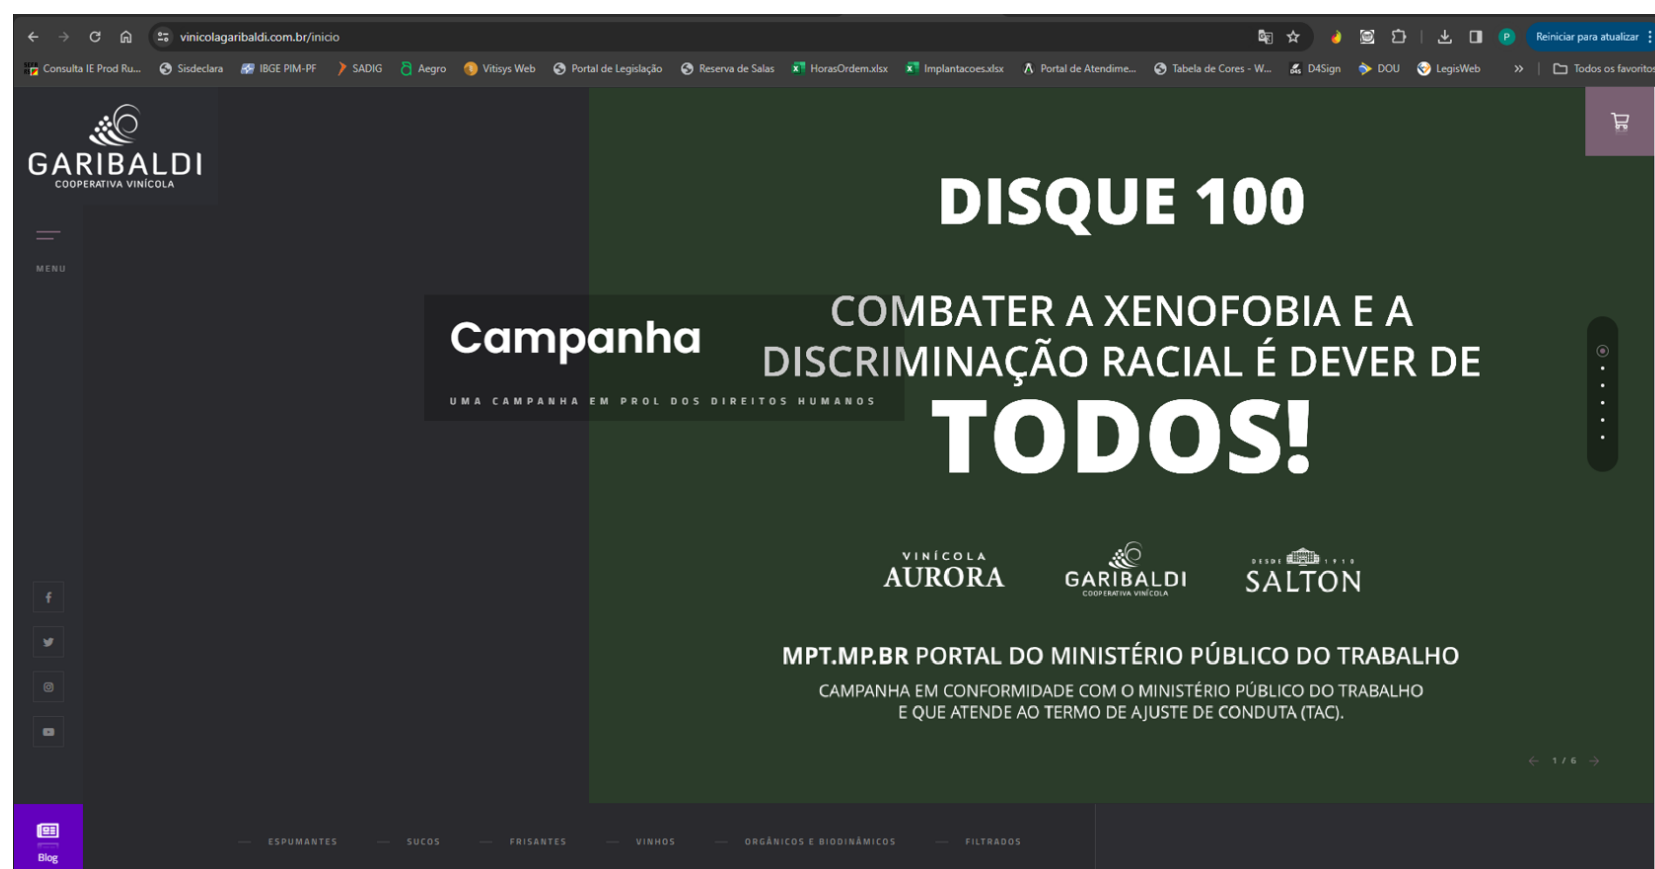 vinicolagaribaldi.com.br/inicio
P
Reiniciar para atualizar
Consulta IE Prod Ru...
Sisdeclara
IBGE PIM-PF
SADIG
Aegro
Vitisys Web
Portal de Legislação
Reserva de Salas
HorasOrdem.xlsx
Implantacoes.xlsx
Portal de Atendime...
Tabela de Cores - W...
D4Sign
DOU
LegisWeb
»
Todos os favoritos
GARIBALDI
COOPERATIVA VINÍCOLA
MENU
DISQUE 100
COMBATER A XENOFOBIA E A
DISCRIMINAÇÃO RACIAL É DEVER DE
TODOS!
Campanha
UMA CAMPANHA EM PROL DOS DIREITOS HUMANOS
VINÍCOLA
AURORA
GARIBALDI
COOPERATIVA VINÍCOLA
DESDE 1910
SALTON
MPT.MP.BR PORTAL DO MINISTÉRIO PÚBLICO DO TRABALHO
CAMPANHA EM CONFORMIDADE COM O MINISTÉRIO PÚBLICO DO TRABALHO
E QUE ATENDE AO TERMO DE AJUSTE DE CONDUTA (TAC).
1 / 6
Blog
ESPUMANTES
SUCOS
FRISANTES
VINHOS
ORGÂNICOS E BIODINÂMICOS
FILTRADOS